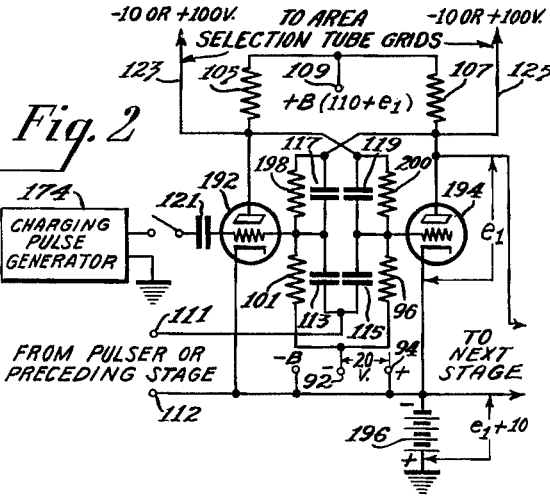 -10 OR +100V.
TO AREA
SELECTION TUBE GRIDS
-10 OR +100V.
123
105
109
+B (110+e1)
107
125
Fig. 2
117
119
198
200
174
CHARGING
PULSE
GENERATOR
121
192
194
e1
101
113
115
96
111
FROM PULSER OR
PRECEDING STAGE
112
-B
92
-
20
V.
94
+
TO
NEXT
STAGE
-
196
+
e1+10